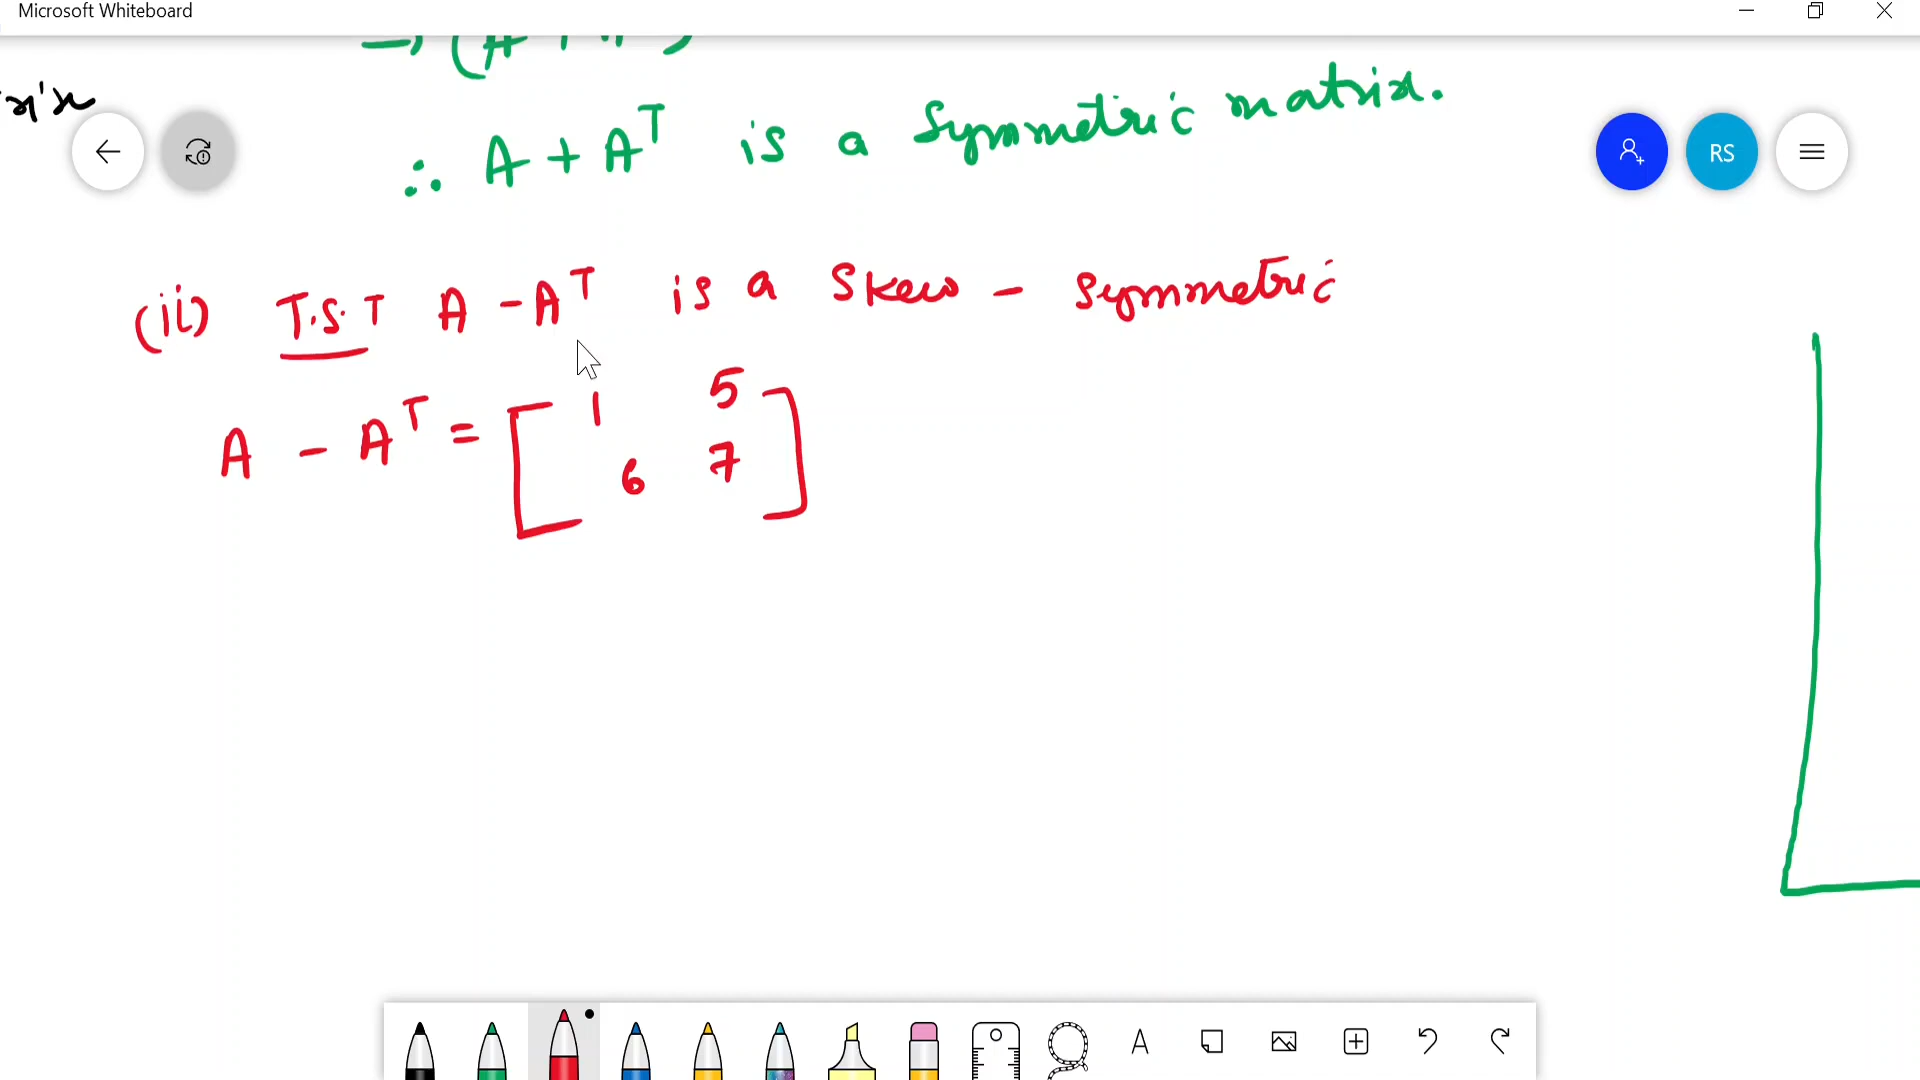 Microsoft Whiteboard
∴ A + A^T is a Symmetric matrix.
RS
(ii) T.S.T A - A^T is a Skew - Symmetric
A - A^T = [ 1 5
6 7 ]
A